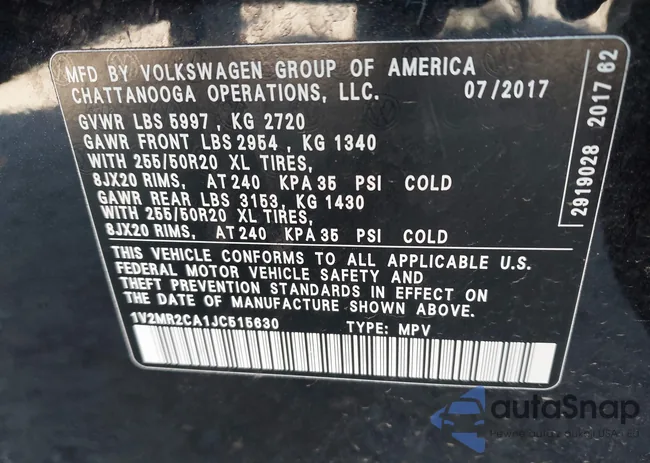 MFD BY VOLKSWAGEN GROUP OF AMERICA
CHATTANOOGA OPERATIONS, LLC. 07/2017
GVWR LBS 5997 , KG 2720
GAWR FRONT LBS 2954 , KG 1340
WITH 255/50R20 XL TIRES,
8JX20 RIMS, AT 240 KPA 35 PSI COLD
GAWR REAR LBS 3153, KG 1430
WITH 255/50R20 XL TIRES,
8JX20 RIMS, AT 240 KPA 35 PSI COLD
THIS VEHICLE CONFORMS TO ALL APPLICABLE U.S.
FEDERAL MOTOR VEHICLE SAFETY AND
THEFT PREVENTION STANDARDS IN EFFECT ON
THE DATE OF MANUFACTURE SHOWN ABOVE.
1V2MR2CA1JC515630 TYPE: MPV
2919028 2017 62
autoSnap